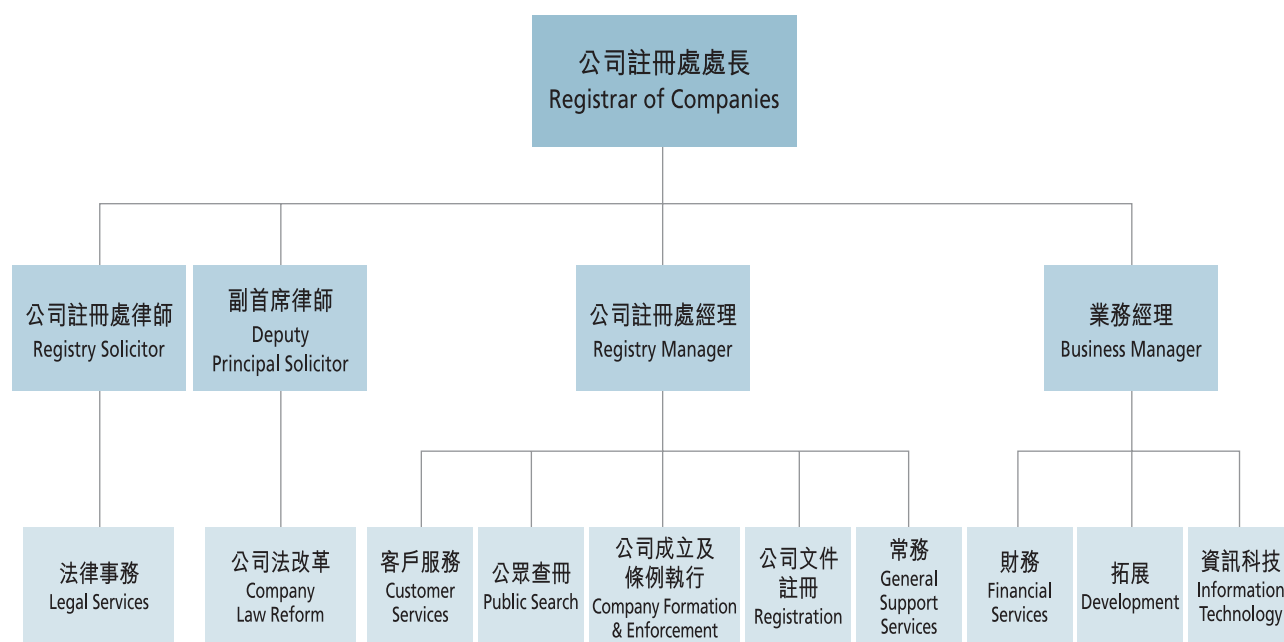 公司註冊處處長
Registrar of Companies
公司註冊處律師
Registry Solicitor
副首席律師
Deputy
Principal Solicitor
公司註冊處經理
Registry Manager
業務經理
Business Manager
法律事務
Legal Services
公司法改革
Company
Law Reform
客戶服務
Customer
Services
公眾查冊
Public Search
公司成立及
條例執行
Company Formation
& Enforcement
公司文件
註冊
Registration
常務
General
Support
Services
財務
Financial
Services
拓展
Development
資訊科技
Information
Technology